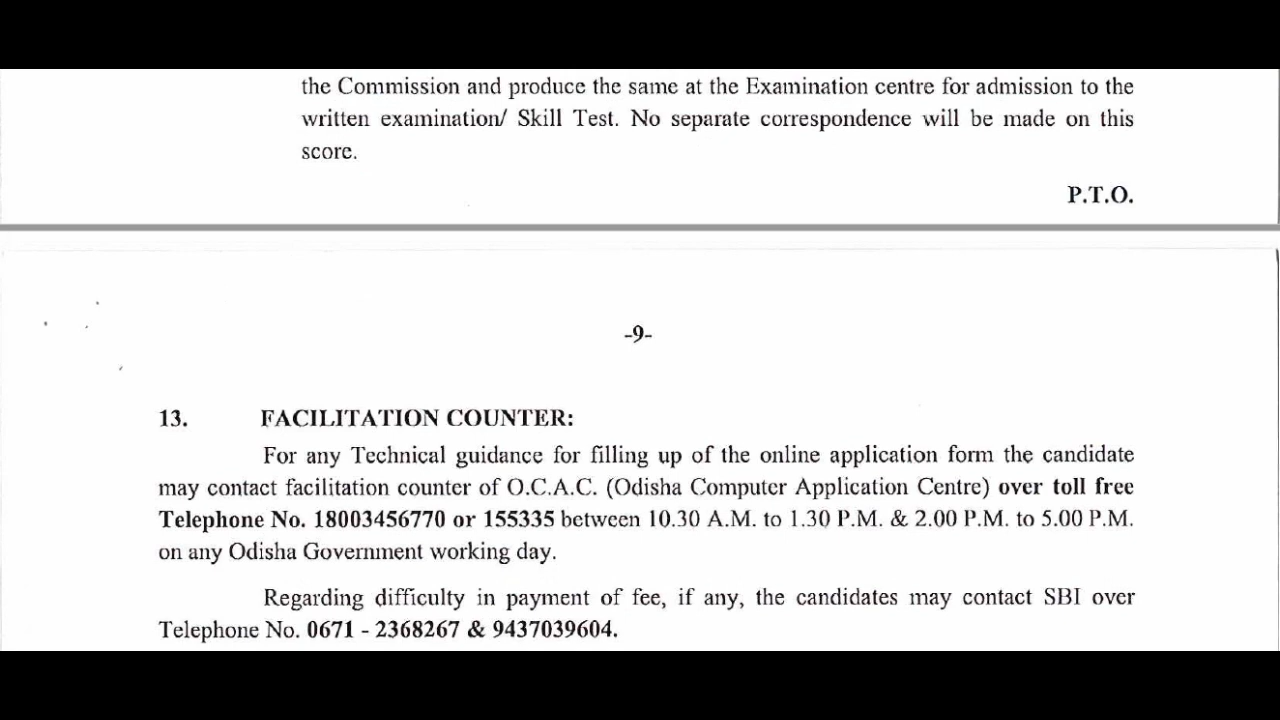 the Commission and produce the same at the Examination centre for admission to the
written examination/ Skill Test. No separate correspondence will be made on this
score.
P.T.O.
-9-
13. FACILITATION COUNTER:
For any Technical guidance for filling up of the online application form the candidate
may contact facilitation counter of O.C.A.C. (Odisha Computer Application Centre) over toll free
Telephone No. 18003456770 or 155335 between 10.30 A.M. to 1.30 P.M. & 2.00 P.M. to 5.00 P.M.
on any Odisha Government working day.
Regarding difficulty in payment of fee, if any, the candidates may contact SBI over
Telephone No. 0671 - 2368267 & 9437039604.